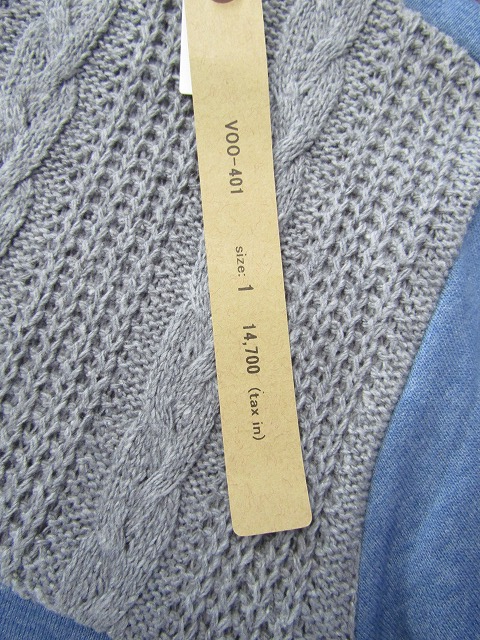 VOO-401
size: 1
14,700 (tax in)